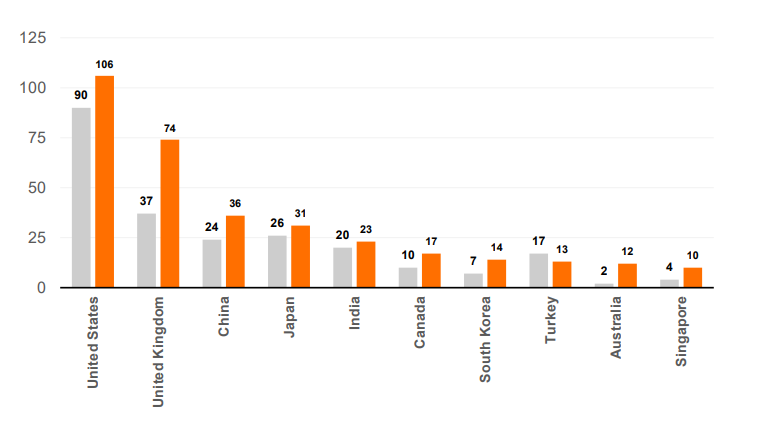 125
100
75
50
25
0
90
106
37
74
24
36
26
31
20
23
10
17
7
14
17
13
2
12
4
10
United States
United Kingdom
China
Japan
India
Canada
South Korea
Turkey
Australia
Singapore